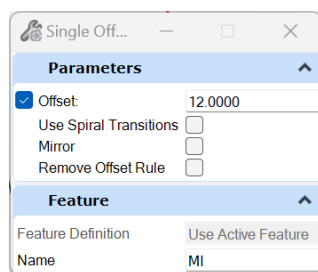 Single Off...
Parameters
Offset: 12.0000
Use Spiral Transitions
Mirror
Remove Offset Rule
Feature
Feature Definition Use Active Feature
Name MI